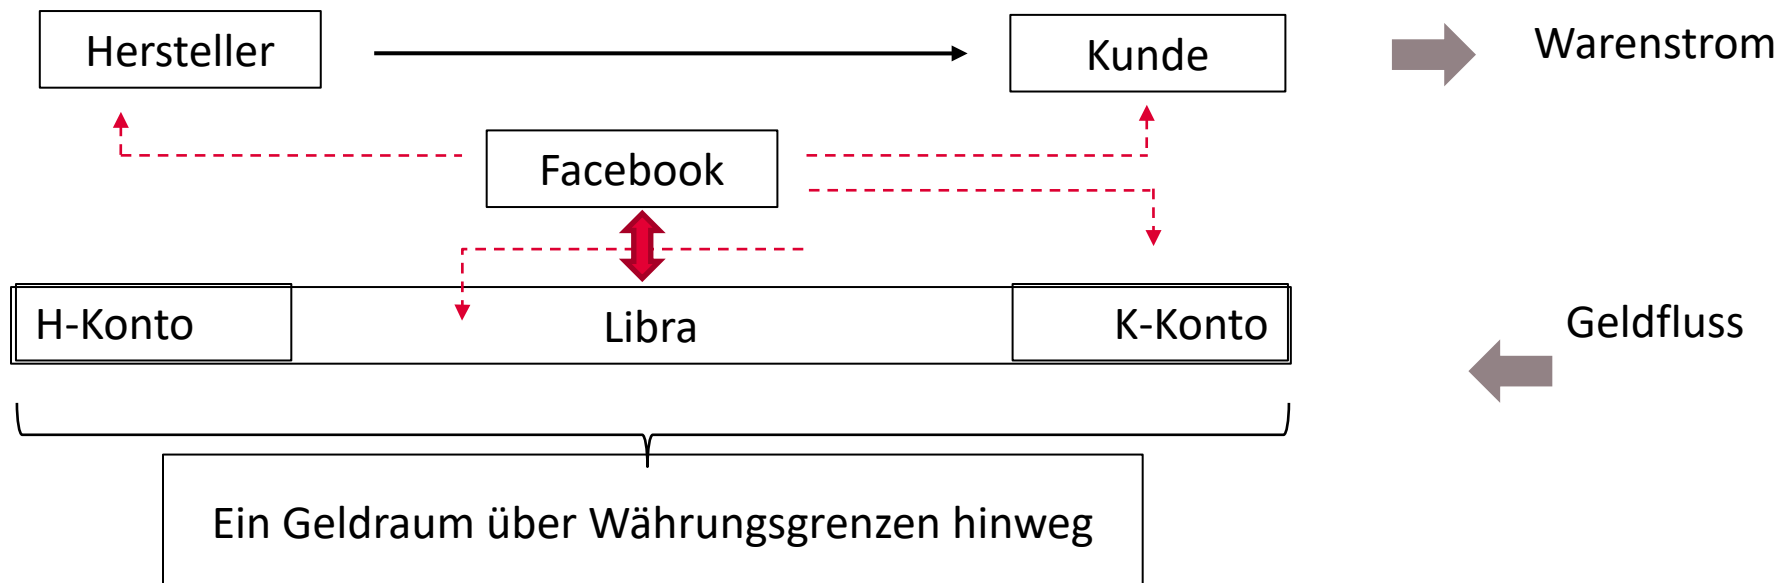 Hersteller
Kunde
Warenstrom
Facebook
H-Konto
Libra
K-Konto
Geldfluss
Ein Geldraum über Währungsgrenzen hinweg